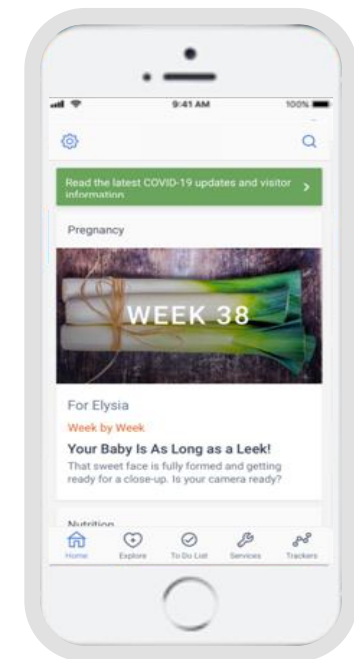 9:41 AM
100%
Read the latest COVID-19 updates and visitor
information
Pregnancy
WEEK 38
For Elysia
Week by Week
Your Baby Is As Long as a Leek!
That sweet face is fully formed and getting
ready for a close-up. Is your camera ready?
Nutrition
Home
Explore
To Do List
Services
Trackers